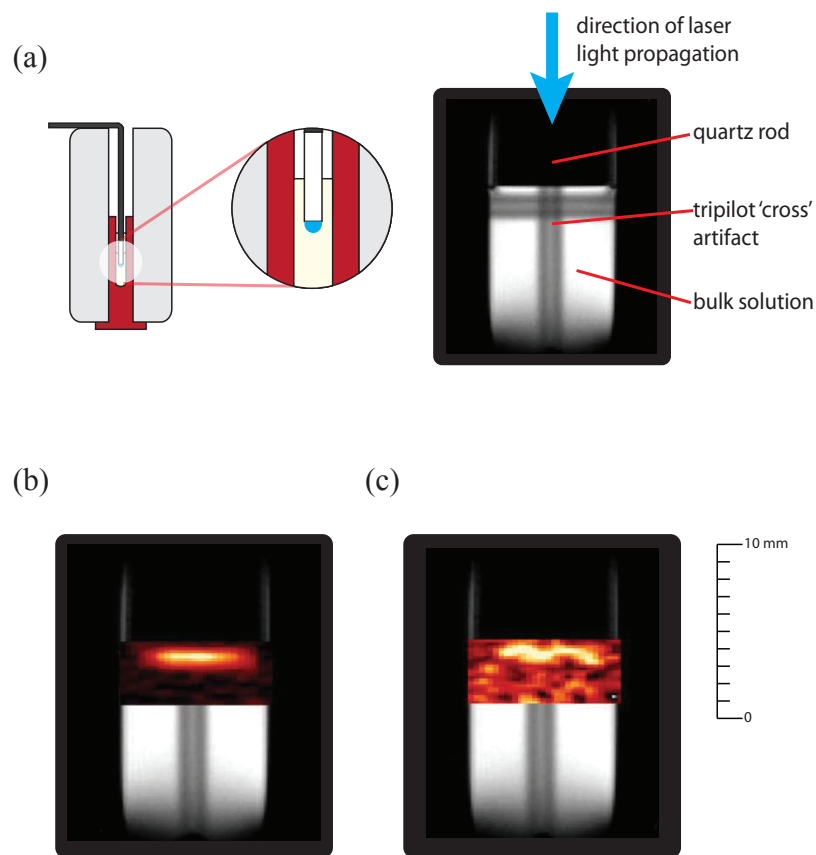 (a)
direction of laser
light propagation
quartz rod
tripilot ‘cross’
artifact
bulk solution
(b)
(c)
10 mm
0